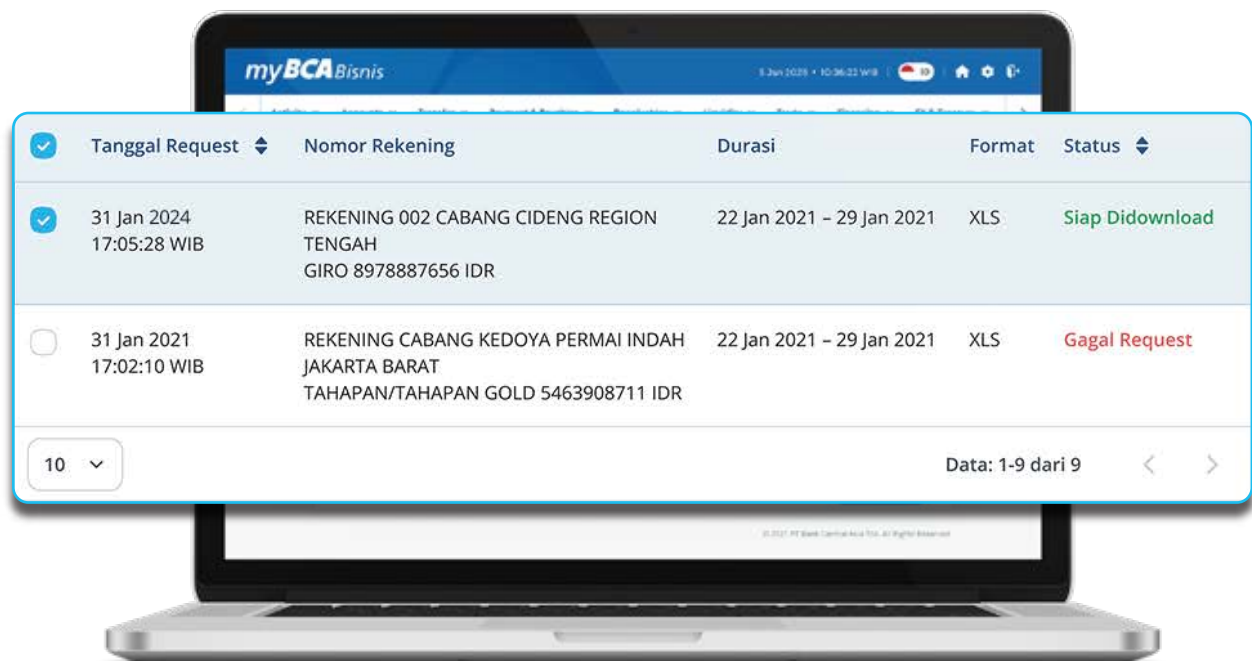 myBCA Bisnis
Tanggal Request
Nomor Rekening
Durasi
Format
Status
31 Jan 2024
17:05:28 WIB
REKENING 002 CABANG CIDENG REGION
TENGAH
GIRO 8978887656 IDR
22 Jan 2021 – 29 Jan 2021
XLS
Siap Didownload
31 Jan 2021
17:02:10 WIB
REKENING CABANG KEDOYA PERMAI INDAH
JAKARTA BARAT
TAHAPAN/TAHAPAN GOLD 5463908711 IDR
22 Jan 2021 – 29 Jan 2021
XLS
Gagal Request
10
Data: 1-9 dari 9